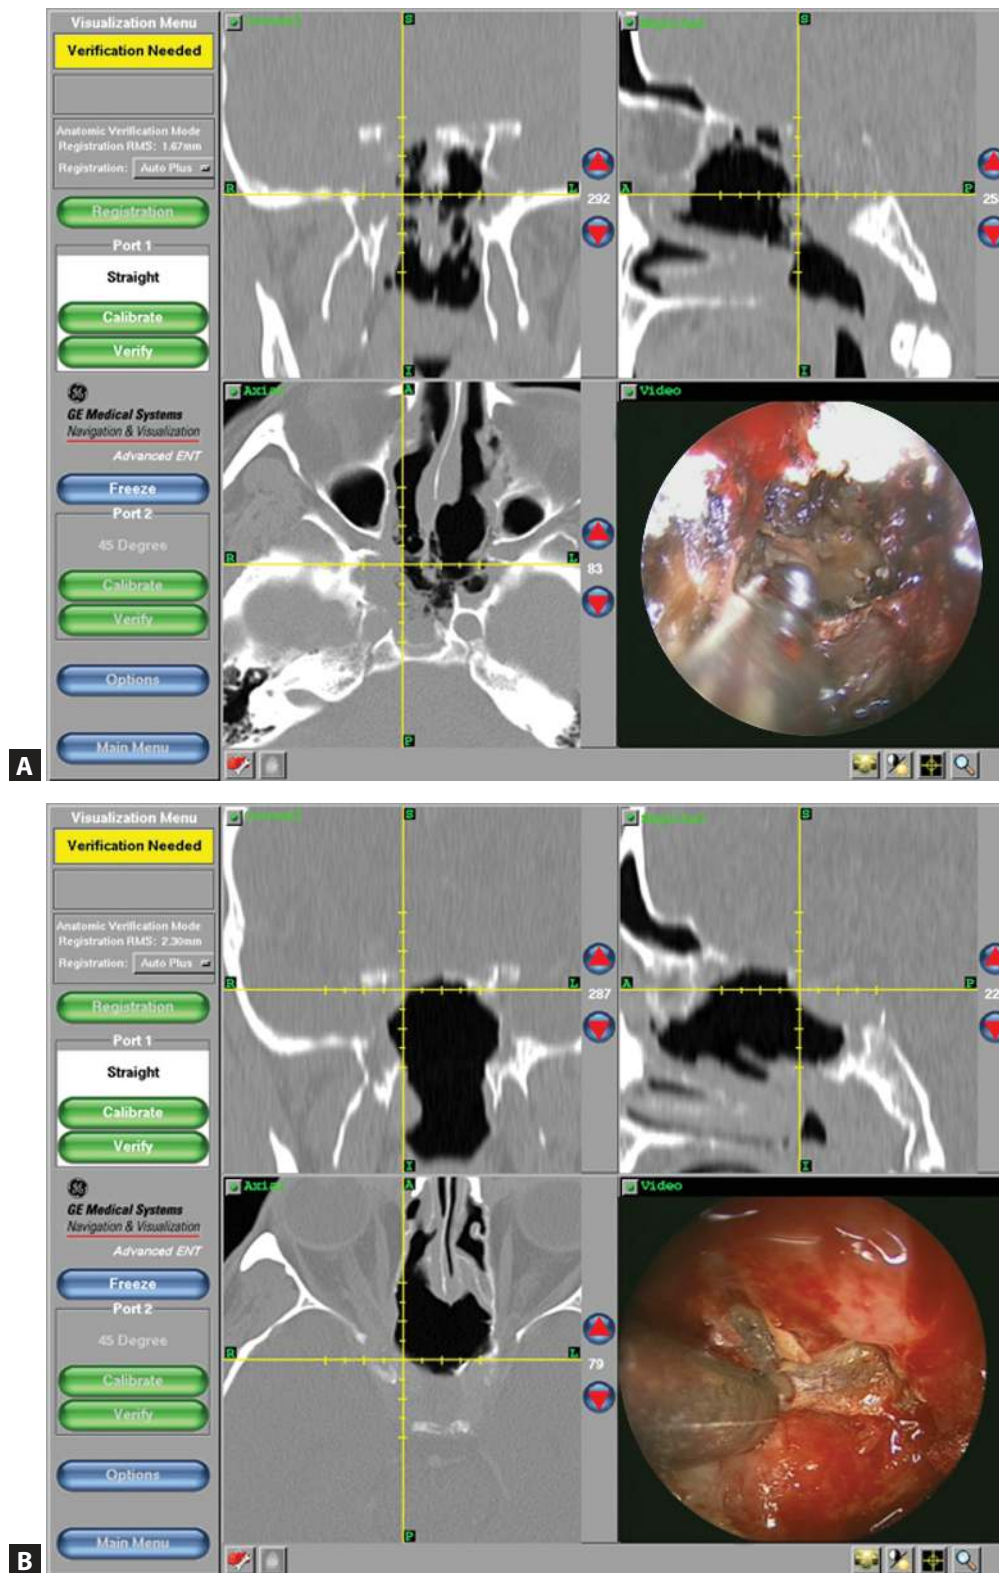 Visualization Menu
Verification Needed
Anatomic Verification Mode
Registration RMS: 1.67mm
Registration: Auto Plus
Registration
Port 1
Straight
Calibrate
Verify
GE Medical Systems
Navigation & Visualization
Advanced ENT
Freeze
Port 2
45 Degree
Calibrate
Verify
Options
Main Menu
S
R
L
I
292
S
A
P
I
Axial
A
R
L
P
83
Video
A
Visualization Menu
Verification Needed
Anatomic Verification Mode
Registration RMS: 2.30mm
Registration: Auto Plus
Registration
Port 1
Straight
Calibrate
Verify
GE Medical Systems
Navigation & Visualization
Advanced ENT
Freeze
Port 2
45 Degree
Calibrate
Verify
Options
Main Menu
S
R
L
I
287
S
A
P
I
Axial
A
R
L
P
79
Video
B